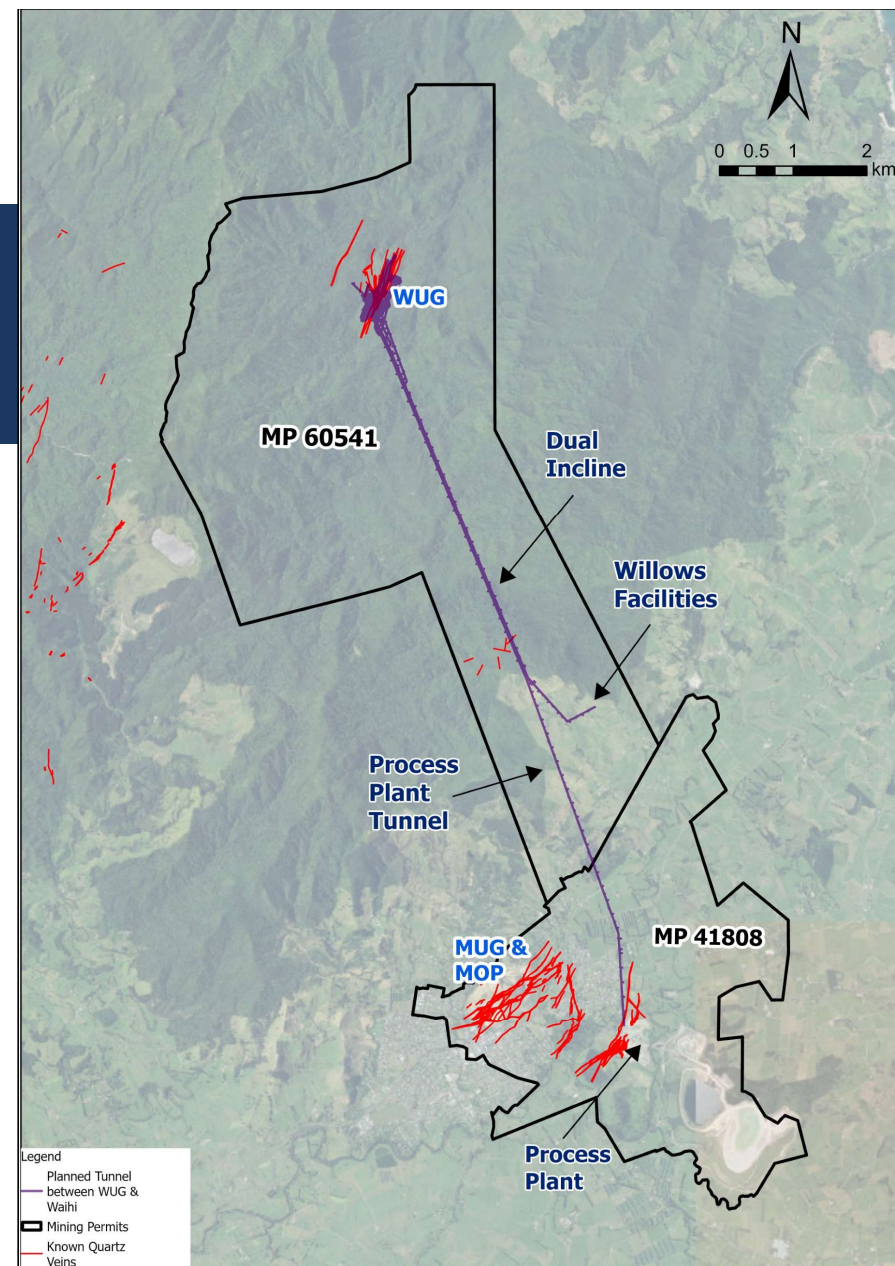 N
0 0.5 1 2
km
WUG
MP 60541
Dual
Incline
Willows
Facilities
Process
Plant
Tunnel
MUG &
MOP
MP 41808
Process
Plant
Legend
Planned Tunnel
between WUG &
Waihi
Mining Permits
Known Quartz
Veins